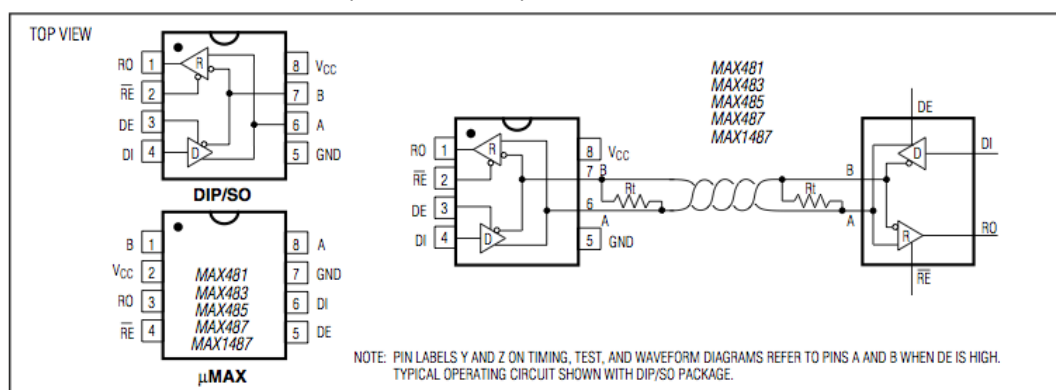 TOP VIEW
RO 1
RE 2
DE 3
DI 4
8 VCC
7 B
6 A
5 GND
R
D
DIP/SO
B 1
VCC 2
RO 3
RE 4
8 A
7 GND
6 DI
5 DE
MAX481
MAX483
MAX485
MAX487
MAX1487
μMAX
RO 1
RE 2
DE 3
DI 4
R
D
8 VCC
7 B
6
A
5 GND
Rt
MAX481
MAX483
MAX485
MAX487
MAX1487
Rt
DE
D
DI
B
A
R
RO
RE
NOTE: PIN LABELS Y AND Z ON TIMING, TEST, AND WAVEFORM DIAGRAMS REFER TO PINS A AND B WHEN DE IS HIGH.
TYPICAL OPERATING CIRCUIT SHOWN WITH DIP/SO PACKAGE.